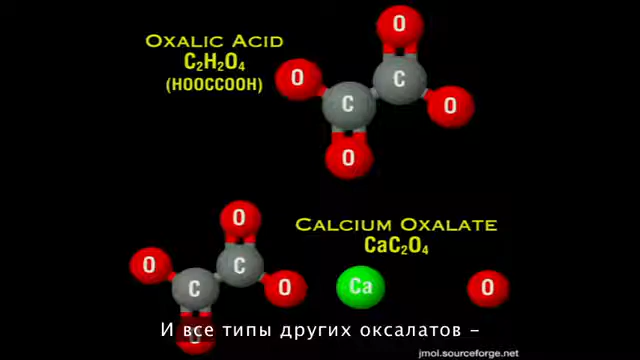 OXALIC ACID
C₂H₂O₄
(HOOCCOOH)
O
O
C
C
O
O
CALCIUM OXALATE
CaC₂O₄
O
O
C
C
O
Ca
O
O
И все типы других оксалатов –
jmol.sourceforge.net